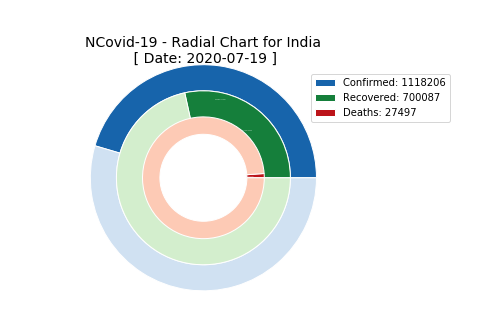 NCovid-19 - Radial Chart for India
[ Date: 2020-07-19 ]
Confirmed: 1118206
Recovered: 700087
Deaths: 27497